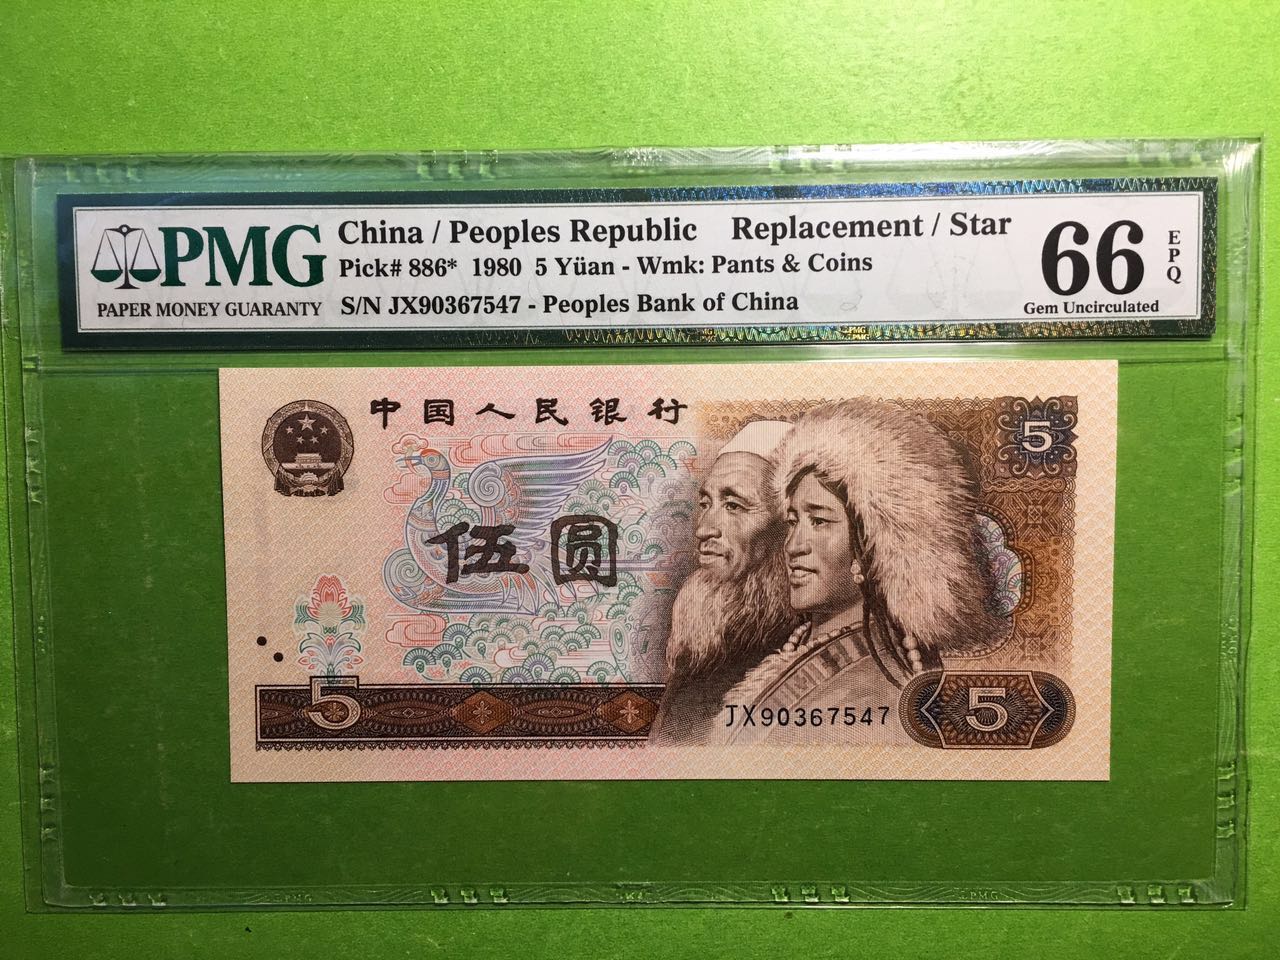 PMG
PAPER MONEY GUARANTY
China / Peoples Republic Replacement / Star
Pick# 886* 1980 5 Yüan - Wmk: Pants & Coins
S/N JX90367547 - Peoples Bank of China
66
EPQ
Gem Uncirculated
中国人民银行
5
伍圆
5
JX90367547
5